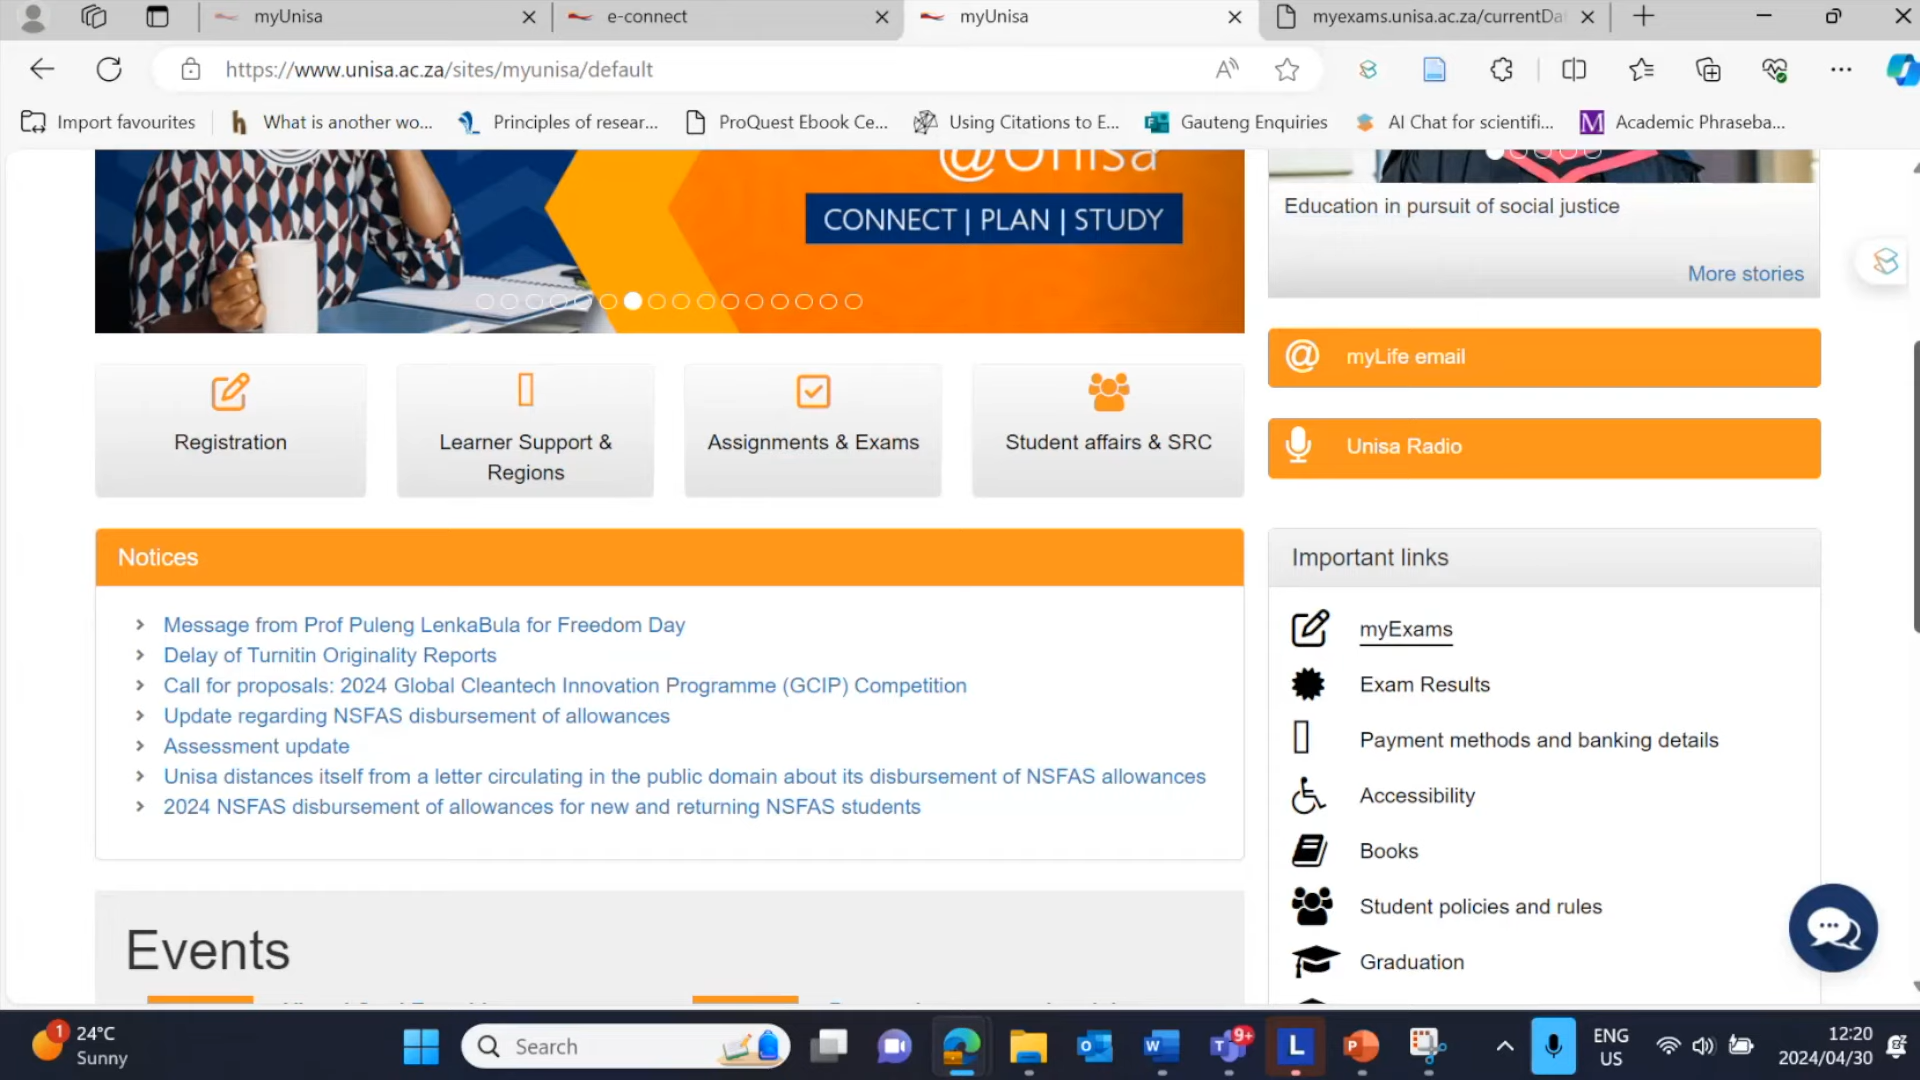 myUnisa
e-connect
myUnisa
myexams.unisa.ac.za/currentDa
https://www.unisa.ac.za/sites/myunisa/default
Import favourites
What is another wo...
Principles of resear...
ProQuest Ebook Ce...
Using Citations to E...
Gauteng Enquiries
AI Chat for scientifi...
Academic Phraseba...
@Unisa
CONNECT | PLAN | STUDY
Education in pursuit of social justice
More stories
myLife email
Unisa Radio
Registration
Learner Support &
Regions
Assignments & Exams
Student affairs & SRC
Notices
Message from Prof Puleng LenkaBula for Freedom Day
Delay of Turnitin Originality Reports
Call for proposals: 2024 Global Cleantech Innovation Programme (GCIP) Competition
Update regarding NSFAS disbursement of allowances
Assessment update
Unisa distances itself from a letter circulating in the public domain about its disbursement of NSFAS allowances
2024 NSFAS disbursement of allowances for new and returning NSFAS students
Important links
myExams
Exam Results
Payment methods and banking details
Accessibility
Books
Student policies and rules
Graduation
Events
1
24°C
Sunny
Search
9+
ENG
US
12:20
2024/04/30